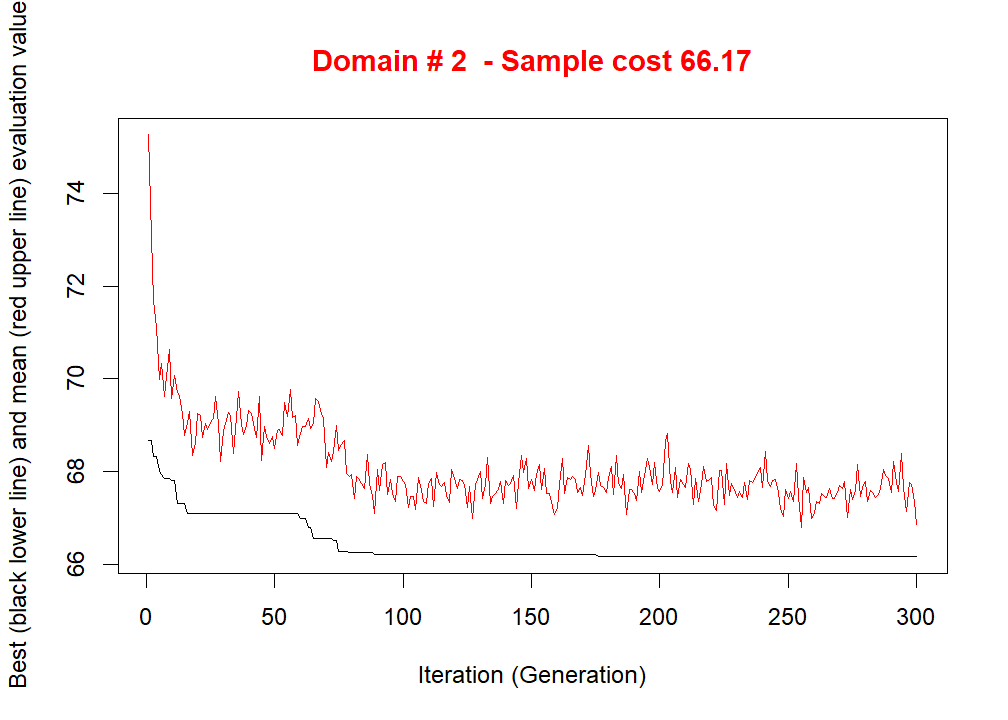 Domain # 2  - Sample cost 66.17
Best (black lower line) and mean (red upper line) evaluation value
74
72
70
68
66
0 50 100 150 200 250 300
Iteration (Generation)